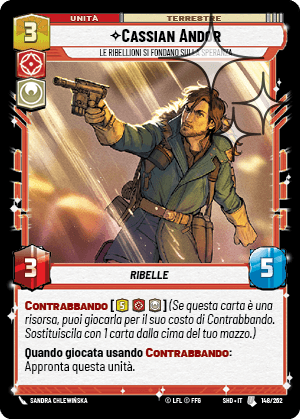 UNITÀ TERRESTRE
3
✧CASSIAN ANDOR
LE RIBELLIONI SI FONDANO SULLA SPERANZA
3
RIBELLE
5
CONTRABBANDO [5] (Se questa carta è una
risorsa, puoi giocarla per il suo costo di Contrabbando.
Sostituiscila con 1 carta dalla cima del tuo mazzo.)
Quando giocata usando CONTRABBANDO:
Appronta questa unità.
SANDRA CHLEWIŃSKA © LFL © FFG SHD • IT 148/262